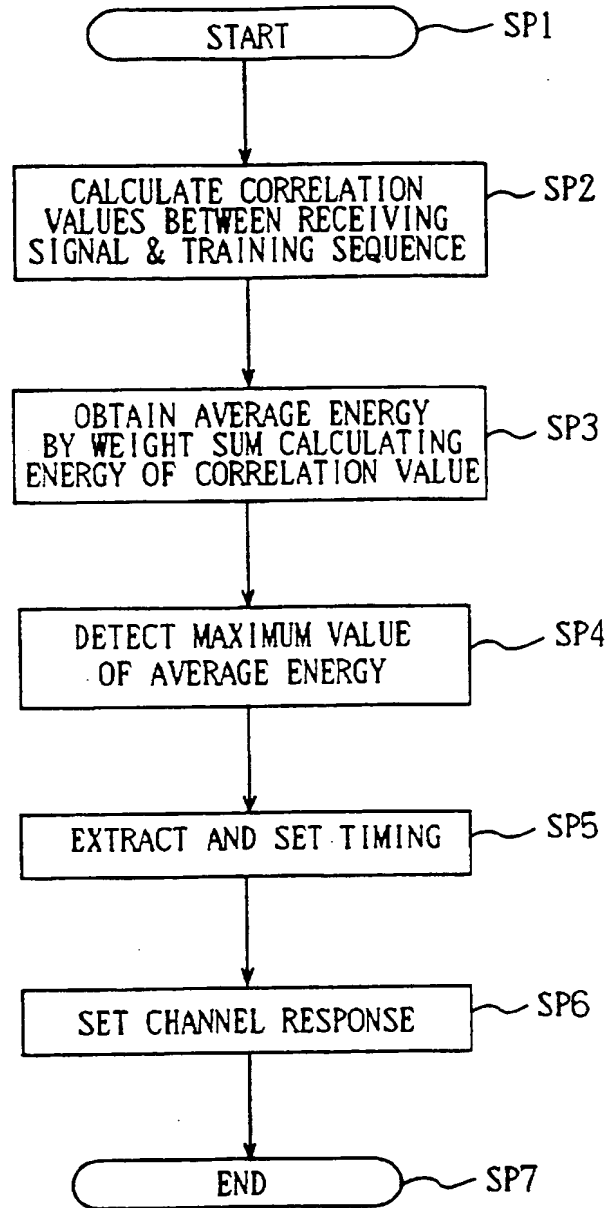 START
SP1
CALCULATE CORRELATION
VALUES BETWEEN RECEIVING
SIGNAL & TRAINING SEQUENCE
SP2
OBTAIN AVERAGE ENERGY
BY WEIGHT SUM CALCULATING
ENERGY OF CORRELATION VALUE
SP3
DETECT MAXIMUM VALUE
OF AVERAGE ENERGY
SP4
EXTRACT AND SET TIMING
SP5
SET CHANNEL RESPONSE
SP6
END
SP7